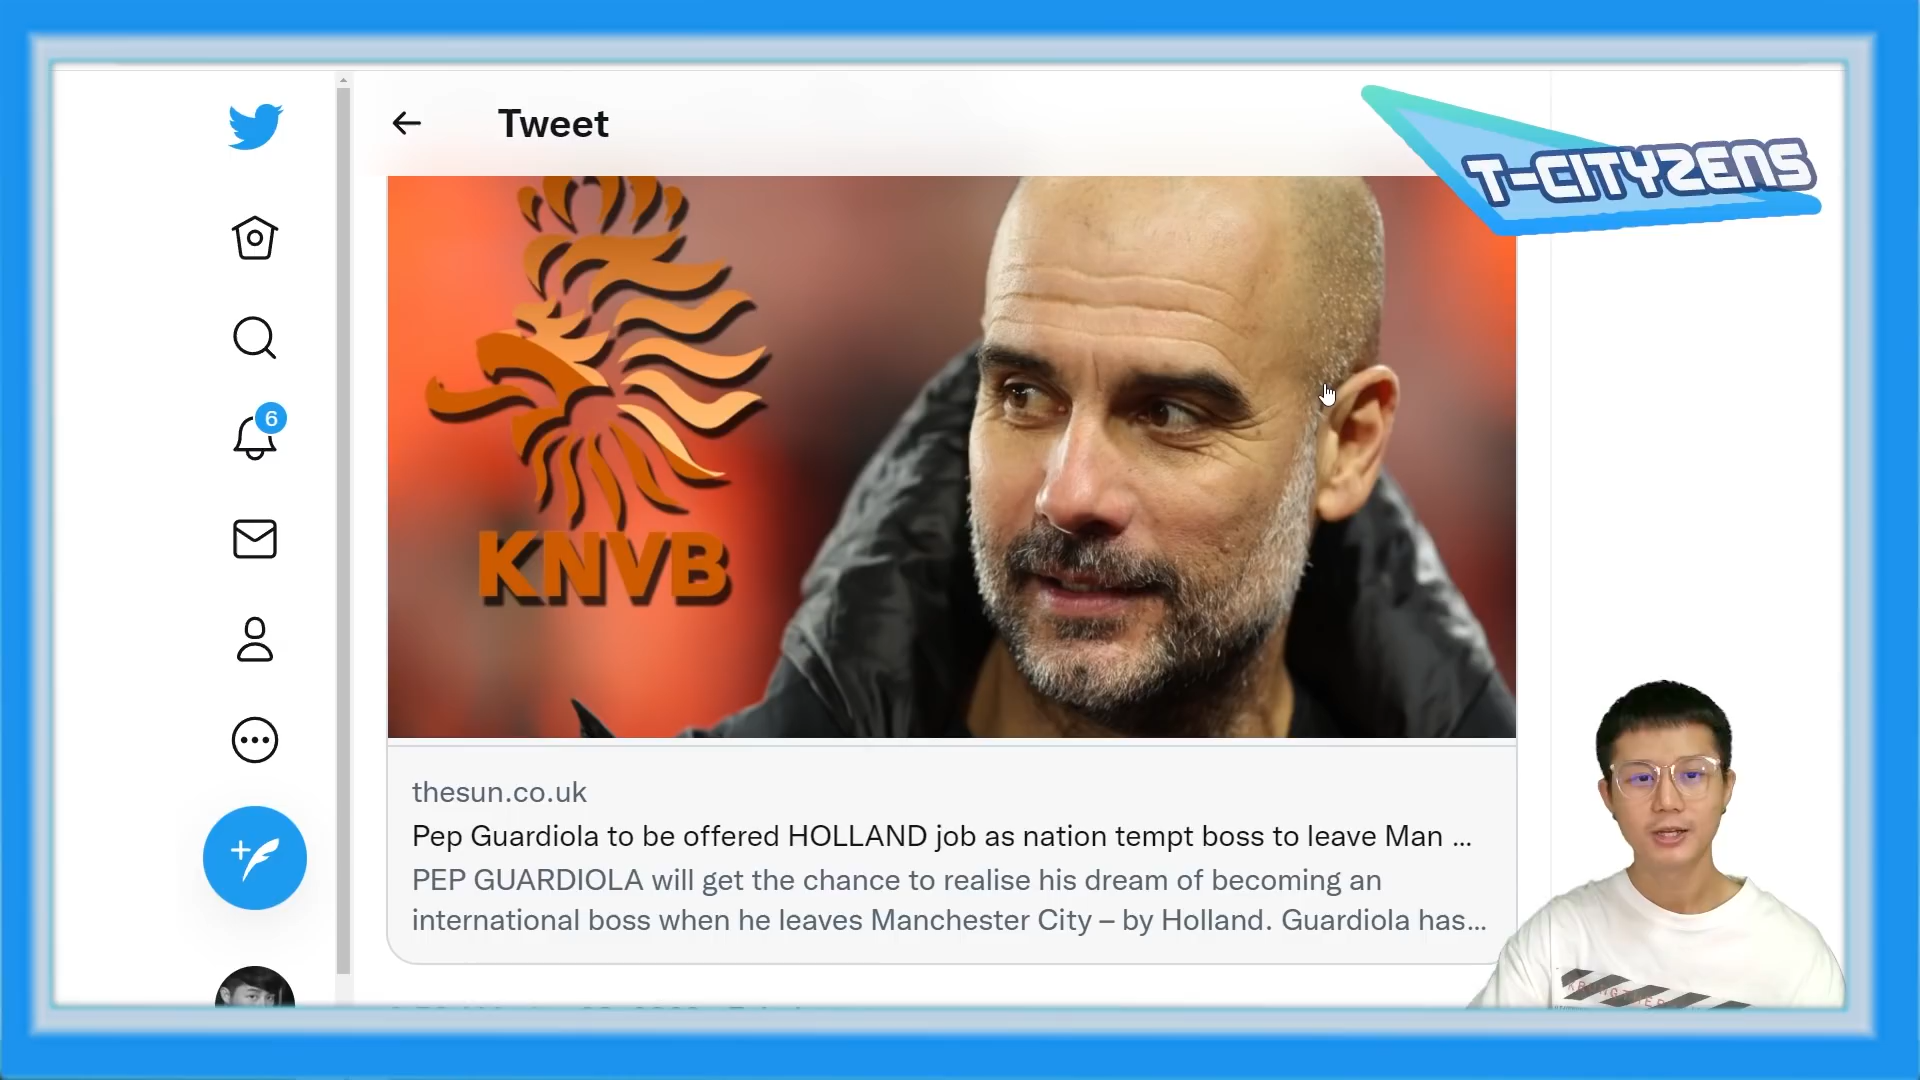 Tweet
T-CITYZENS
6
KNVB
thesun.co.uk
Pep Guardiola to be offered HOLLAND job as nation tempt boss to leave Man ...
PEP GUARDIOLA will get the chance to realise his dream of becoming an
international boss when he leaves Manchester City – by Holland. Guardiola has...